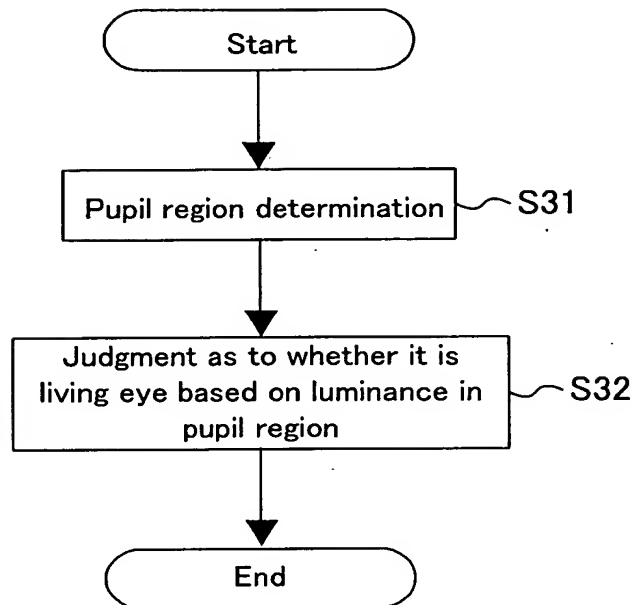 Start
Pupil region determination
S31
Judgment as to whether it is
living eye based on luminance in
pupil region
S32
End